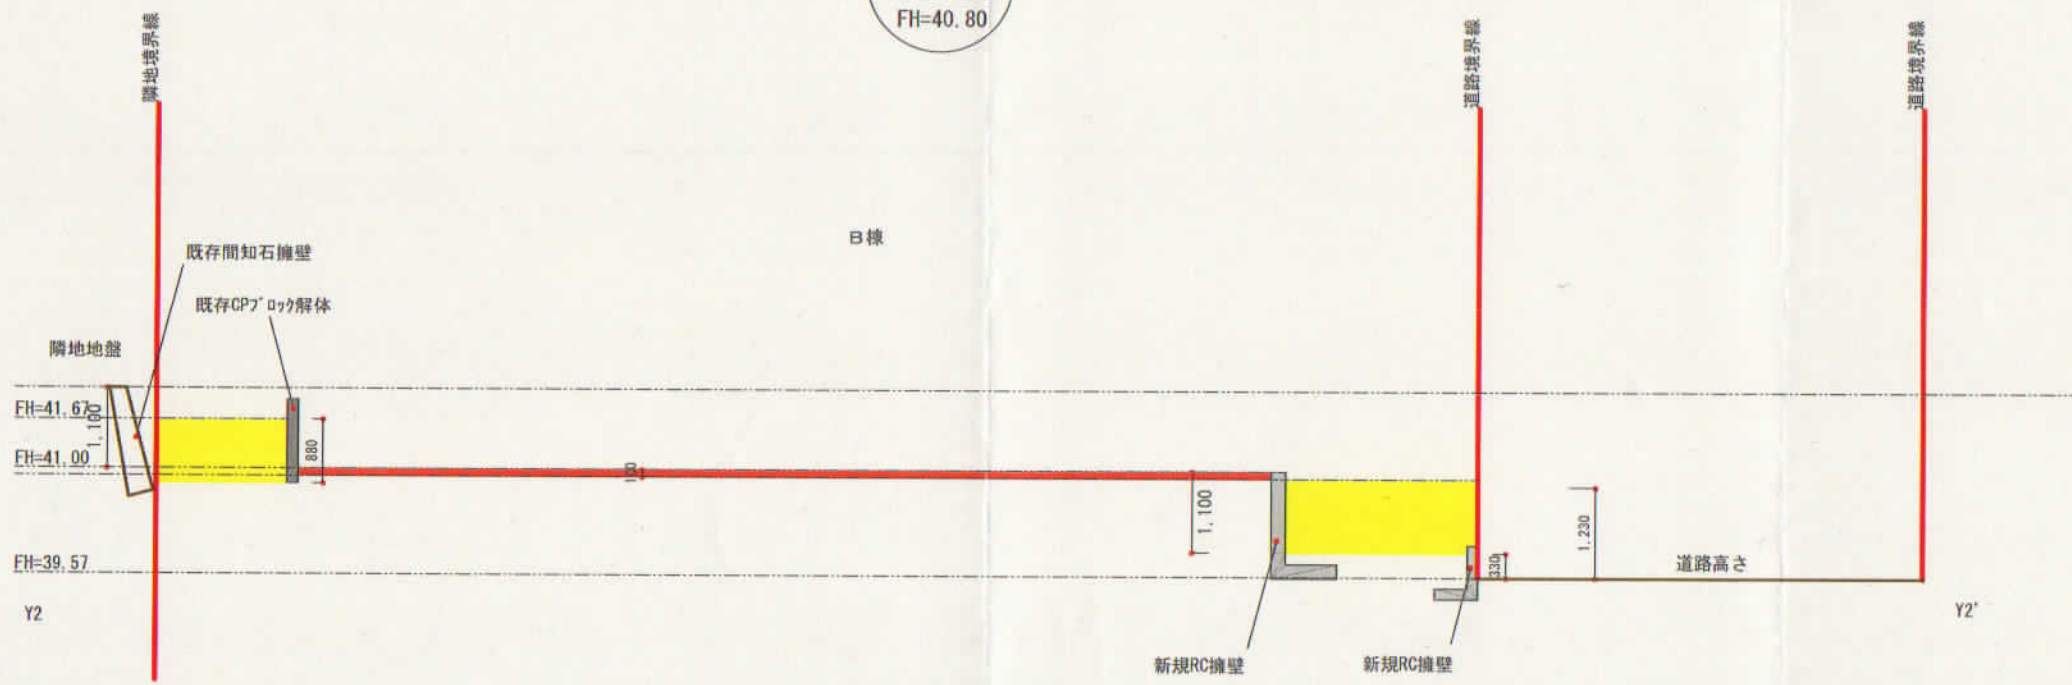 FH=40.80
隣地境界線
道路境界線
道路境界線
B棟
既存間知石擁壁
既存CPブロック解体
隣地地盤
FH=41.67
1,100
FH=41.00
880
100
1,100
1,230
330
FH=39.57
道路高さ
Y2
Y2'
新規RC擁壁
新規RC擁壁